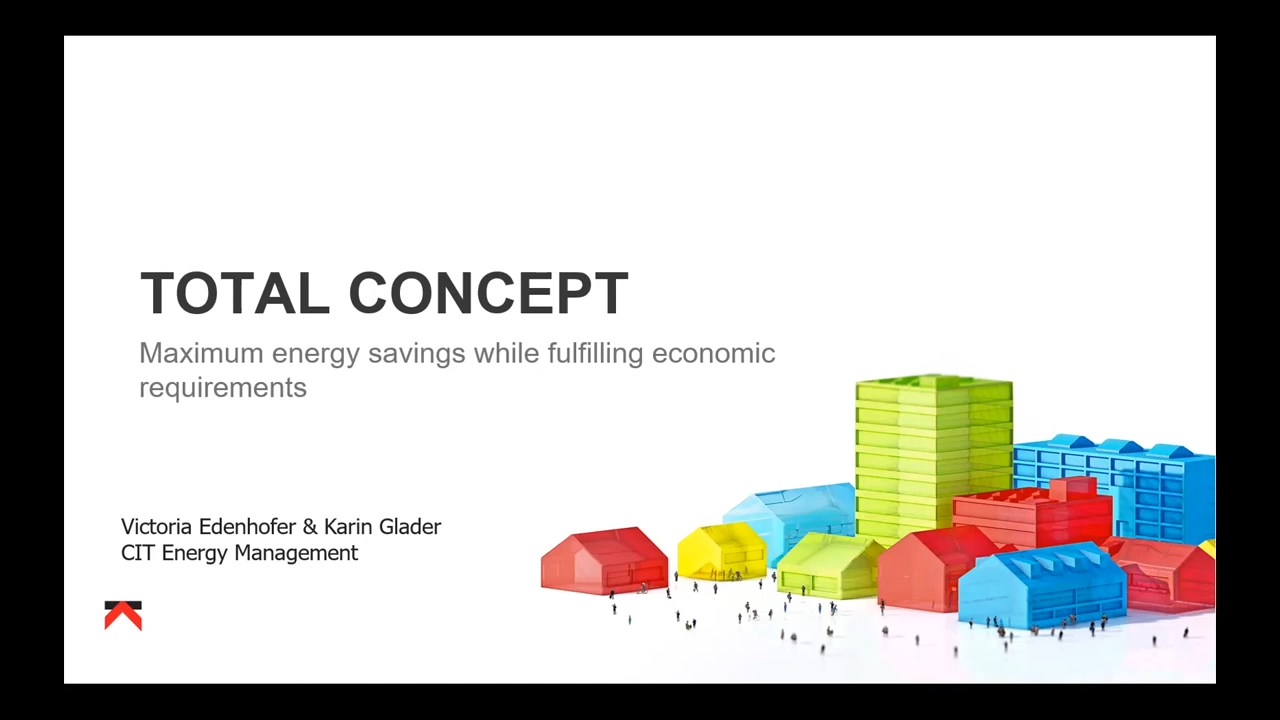 TOTAL CONCEPT
Maximum energy savings while fulfilling economic
requirements
Victoria Edenhofer & Karin Glader
CIT Energy Management